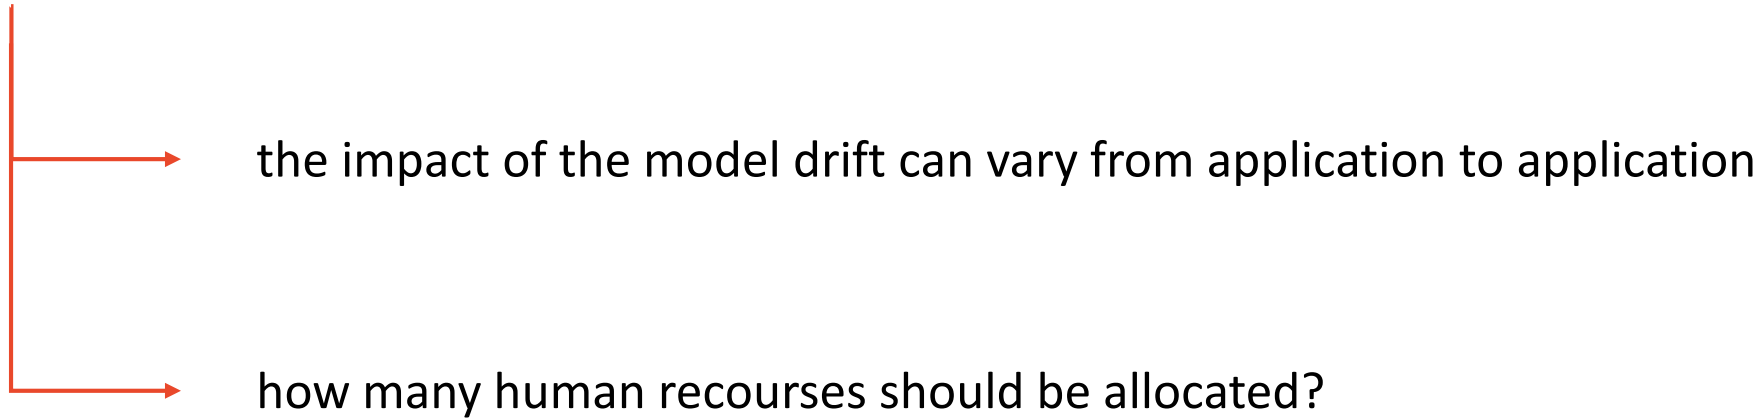 the impact of the model drift can vary from application to application
how many human recourses should be allocated?